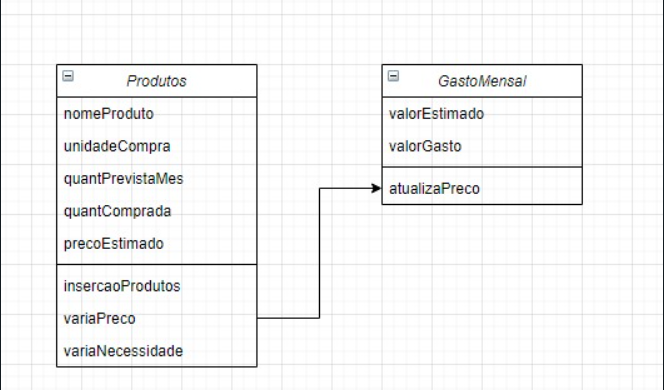 Produtos
nomeProduto
unidadeCompra
quantPrevistaMes
quantComprada
precoEstimado
insercaoProdutos
variaPreco
variaNecessidade
GastoMensal
valorEstimado
valorGasto
atualizaPreco